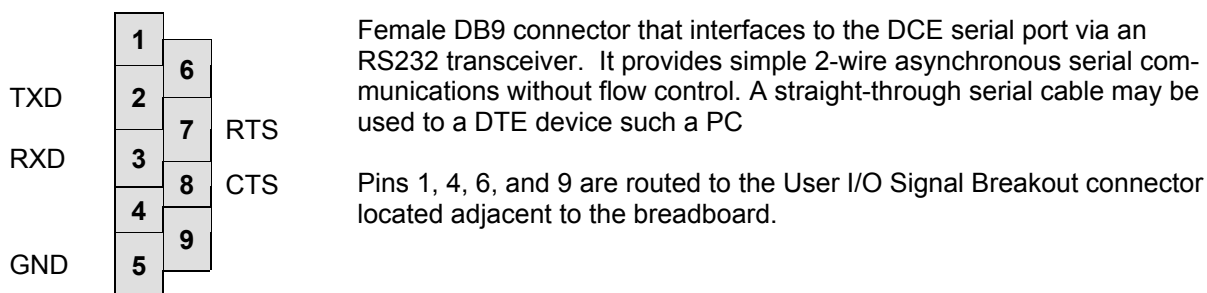 1
6
TXD 2
7 RTS
RXD 3
8 CTS
4
9
GND 5
Female DB9 connector that interfaces to the DCE serial port via an
RS232 transceiver. It provides simple 2-wire asynchronous serial com-
munications without flow control. A straight-through serial cable may be
used to a DTE device such a PC
Pins 1, 4, 6, and 9 are routed to the User I/O Signal Breakout connector
located adjacent to the breadboard.